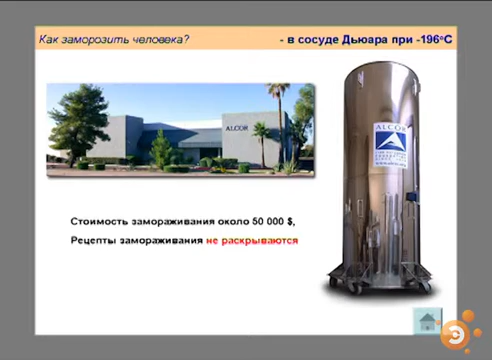 Как заморозить человека? - в сосуде Дьюара при -196°С
ALCOR
ALCOR
Стоимость замораживания около 50 000 $,
Рецепты замораживания не раскрываются